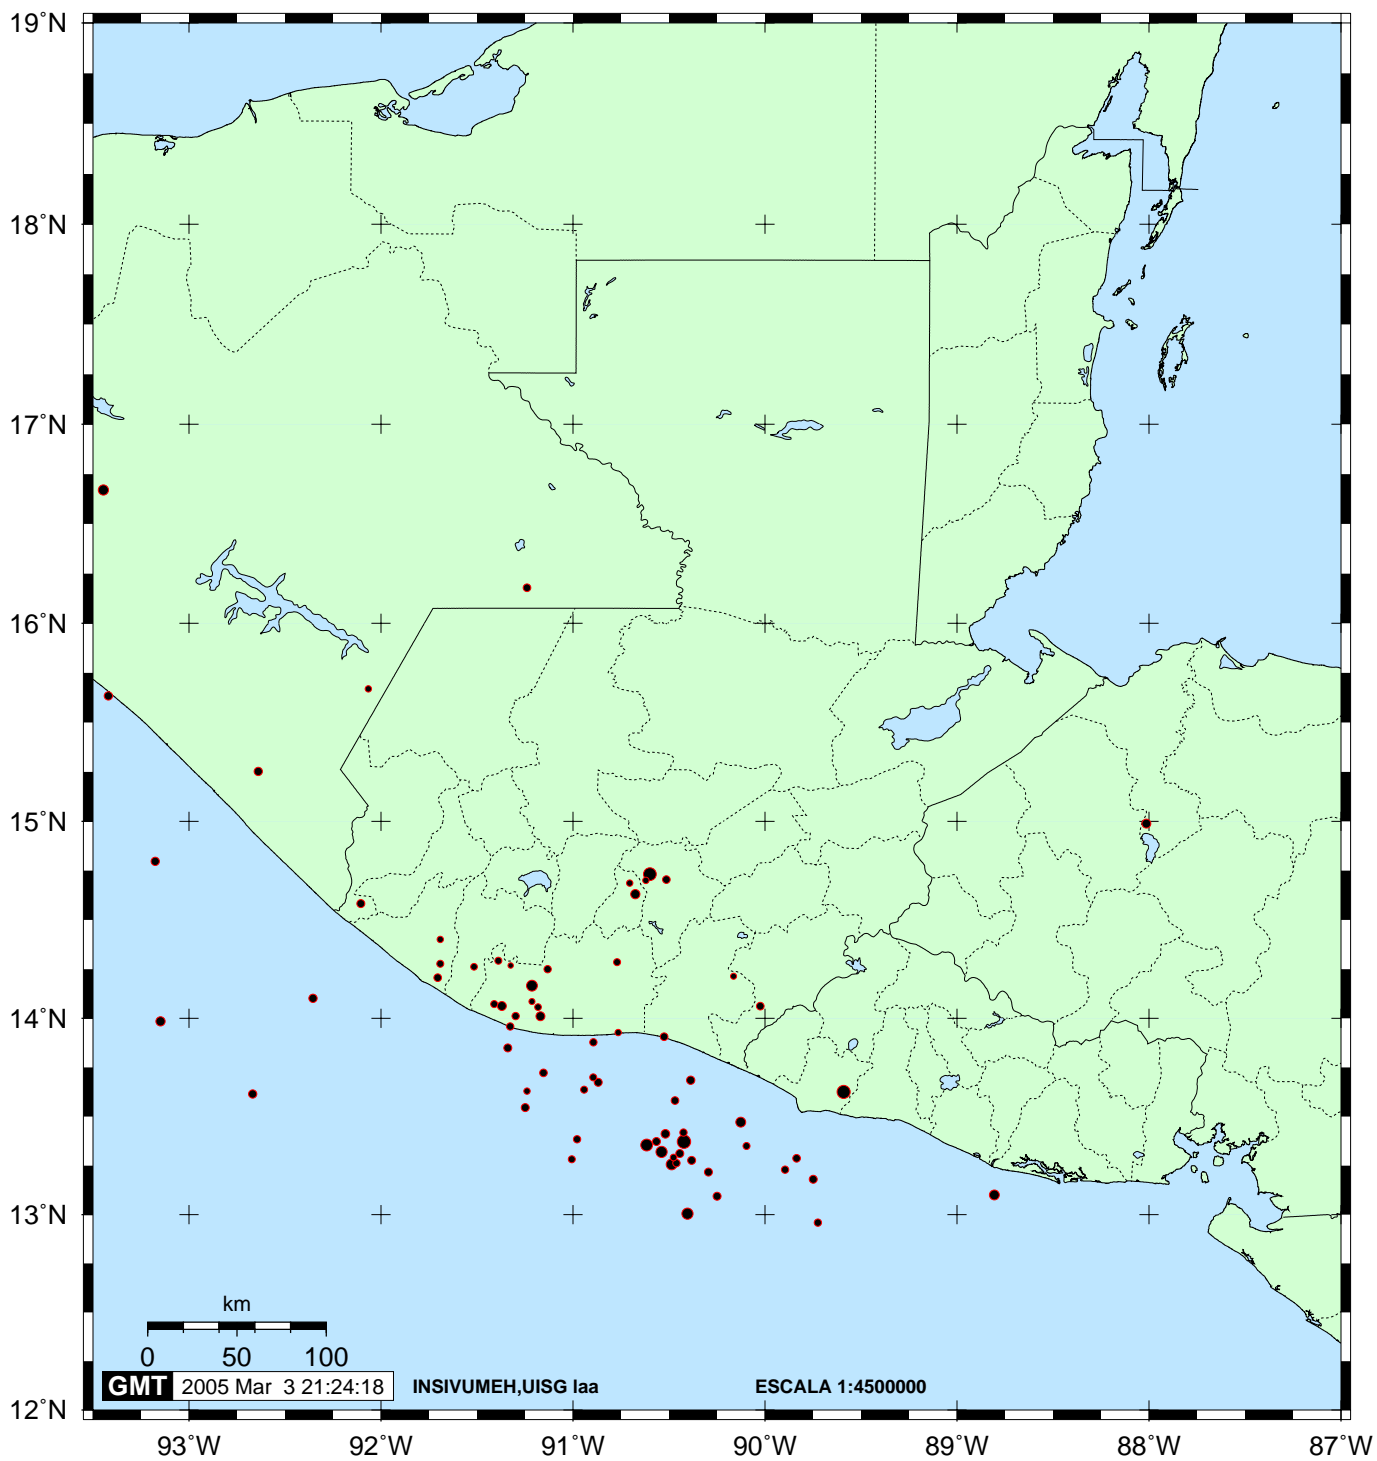 19°N
18°N
17°N
16°N
15°N
14°N
13°N
12°N
km
0 50 100
GMT 2005 Mar 3 21:24:18 INSIVUMEH,UISG laa ESCALA 1:4500000
93°W 92°W 91°W 90°W 89°W 88°W 87°W